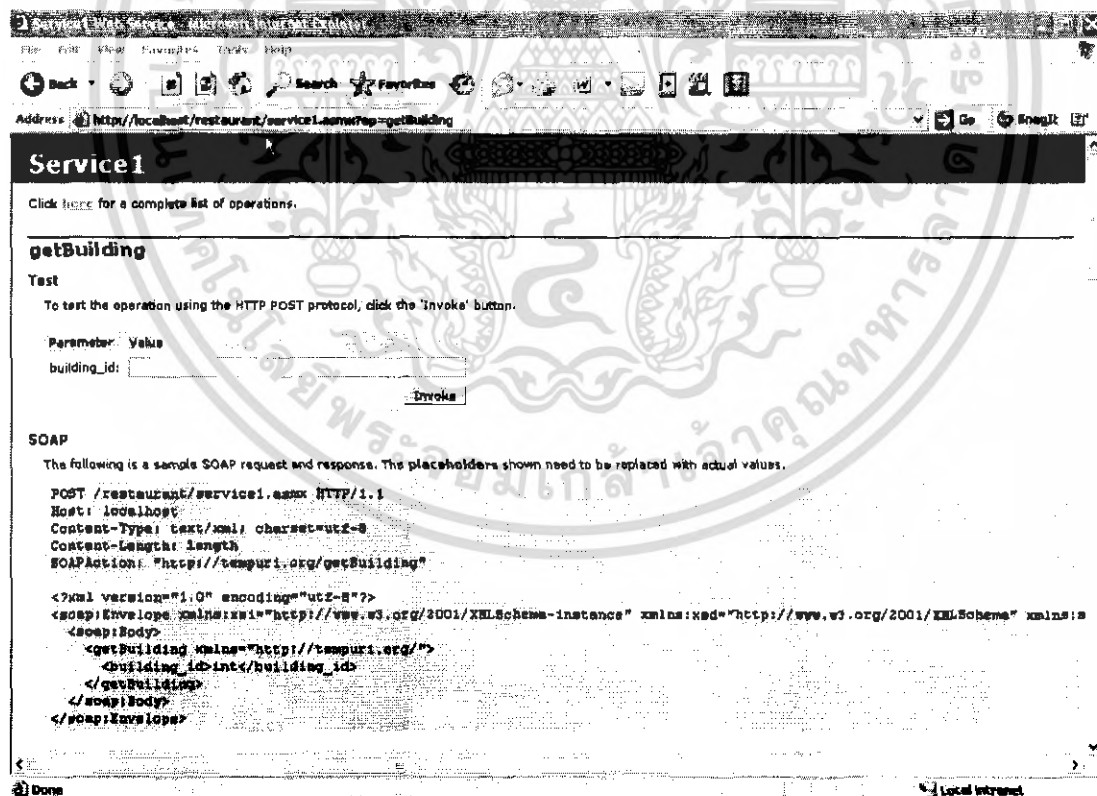 Service1 Web Service - Microsoft Internet Explorer
File Edit View Favorites Tools Help
Back Search Favorites
Address http://localhost/restaurant/service1.asmx?op=getBuilding Go SnagIt
Service1
Click here for a complete list of operations.
getBuilding
Test
To test the operation using the HTTP POST protocol, click the 'Invoke' button.
Parameter Value
building_id:
Invoke
SOAP
The following is a sample SOAP request and response. The placeholders shown need to be replaced with actual values.
POST /restaurant/service1.asmx HTTP/1.1
Host: localhost
Content-Type: text/xml; charset=utf-8
Content-Length: length
SOAPAction: "http://tempuri.org/getBuilding"
<?xml version="1.0" encoding="utf-8"?>
<soap:Envelope xmlns:xsi="http://www.w3.org/2001/XMLSchema-instance" xmlns:xsd="http://www.w3.org/2001/XMLSchema" xmlns:s
<soap:Body>
<getBuilding xmlns="http://tempuri.org/">
<building_id>int</building_id>
</getBuilding>
</soap:Body>
</soap:Envelope>
Done Local intranet